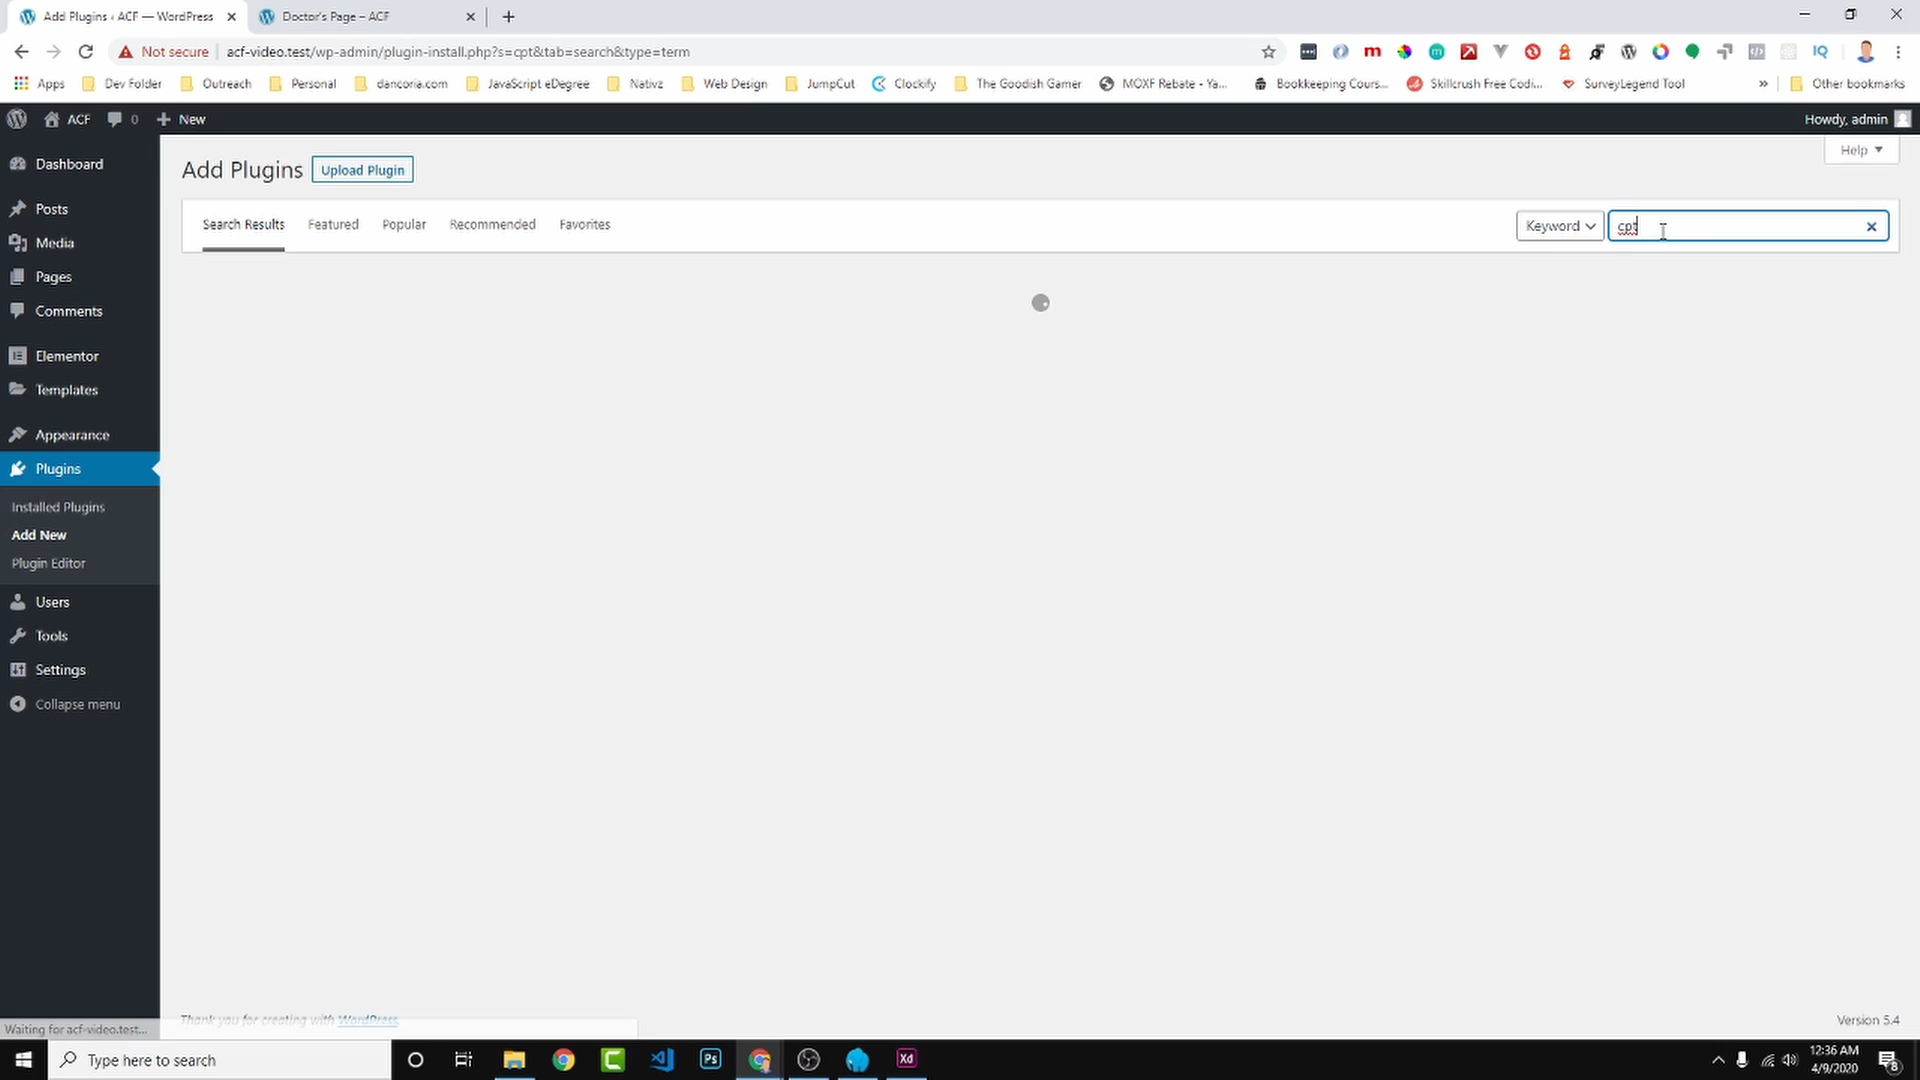 Add Plugins ‹ ACF — WordPress
Doctor's Page – ACF
Not secure
acf-video.test/wp-admin/plugin-install.php?s=cpt&tab=search&type=term
Apps
Dev Folder
Outreach
Personal
dancoria.com
JavaScript eDegree
Nativz
Web Design
JumpCut
Clockify
The Goodish Gamer
MOXF Rebate - Ya...
Bookkeeping Cours...
Skillcrush Free Codi...
SurveyLegend Tool
»
Other bookmarks
ACF
0
New
Howdy, admin
Dashboard
Posts
Media
Pages
Comments
Elementor
Templates
Appearance
Plugins
Installed Plugins
Add New
Plugin Editor
Users
Tools
Settings
Collapse menu
Add Plugins
Upload Plugin
Help
Search Results
Featured
Popular
Recommended
Favorites
Keyword
cpt
Thank you for creating with WordPress.
Version 5.4
Waiting for acf-video.test...
Type here to search
Ps
Xd
12:36 AM
4/9/2020
8